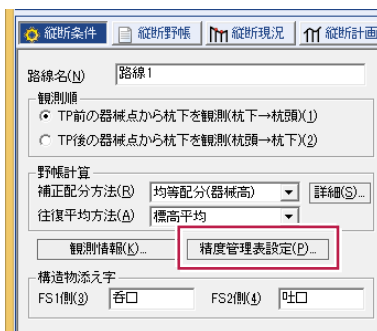 縦断条件 縦断野帳 縦断現況 縦断計画
路線名(N) 路線1
観測順
TP前の器械点から杭下を観測(杭下→杭頭)(1)
TP後の器械点から杭下を観測(杭頭→杭下)(2)
野帳計算
補正配分方法(R) 均等配分(器械高) 詳細(S)...
往復平均方法(A) 標高平均
観測情報(K)... 精度管理表設定(P)...
構造物添え字
FS1側(3) 呑口 FS2側(4) 吐口